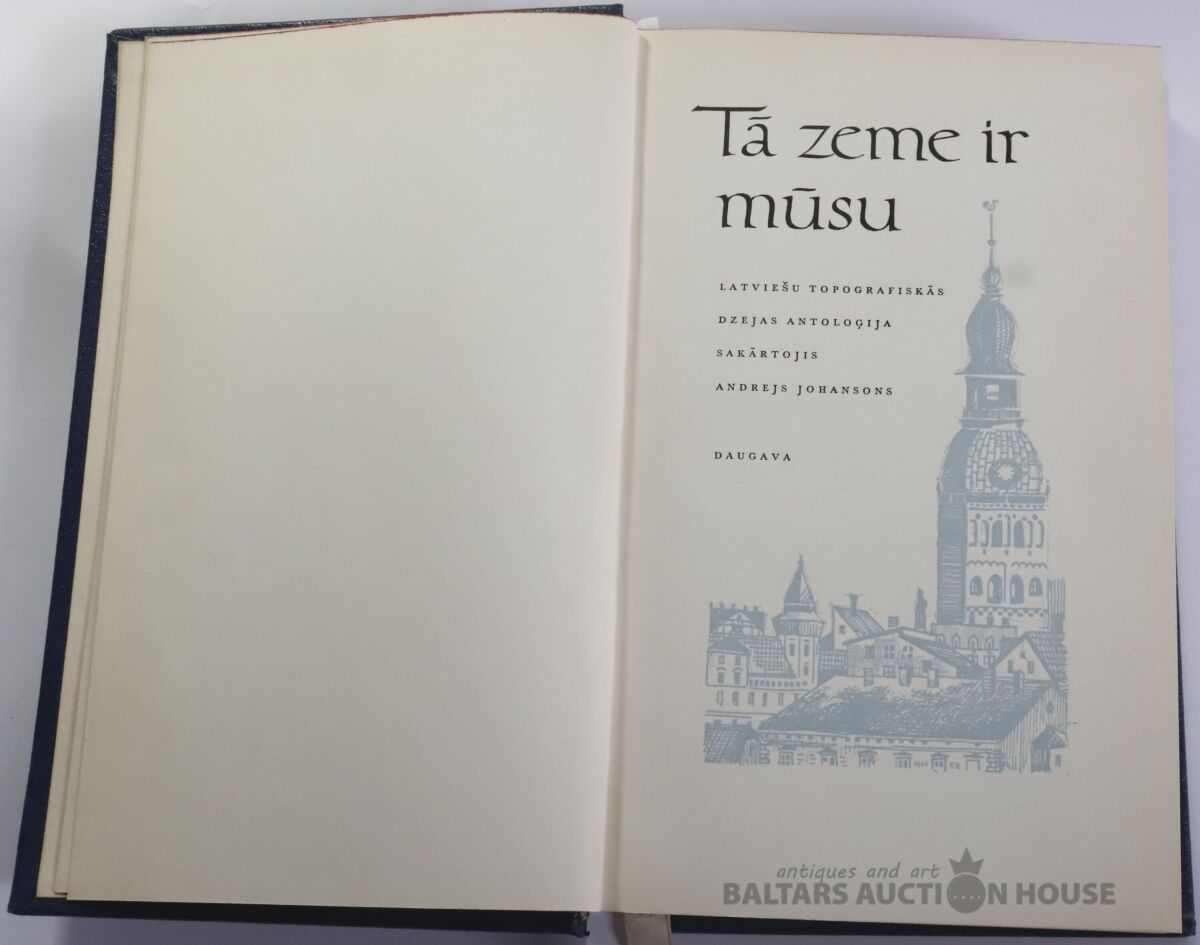 Tā zeme ir
mūsu
LATVIEŠU TOPOGRAFISKĀS
DZEJAS ANTOLOĢIJA
SAKĀRTOJIS
ANDREJS JOHANSONS
DAUGAVA
antiques and art
BALTARS AUCTION HOUSE